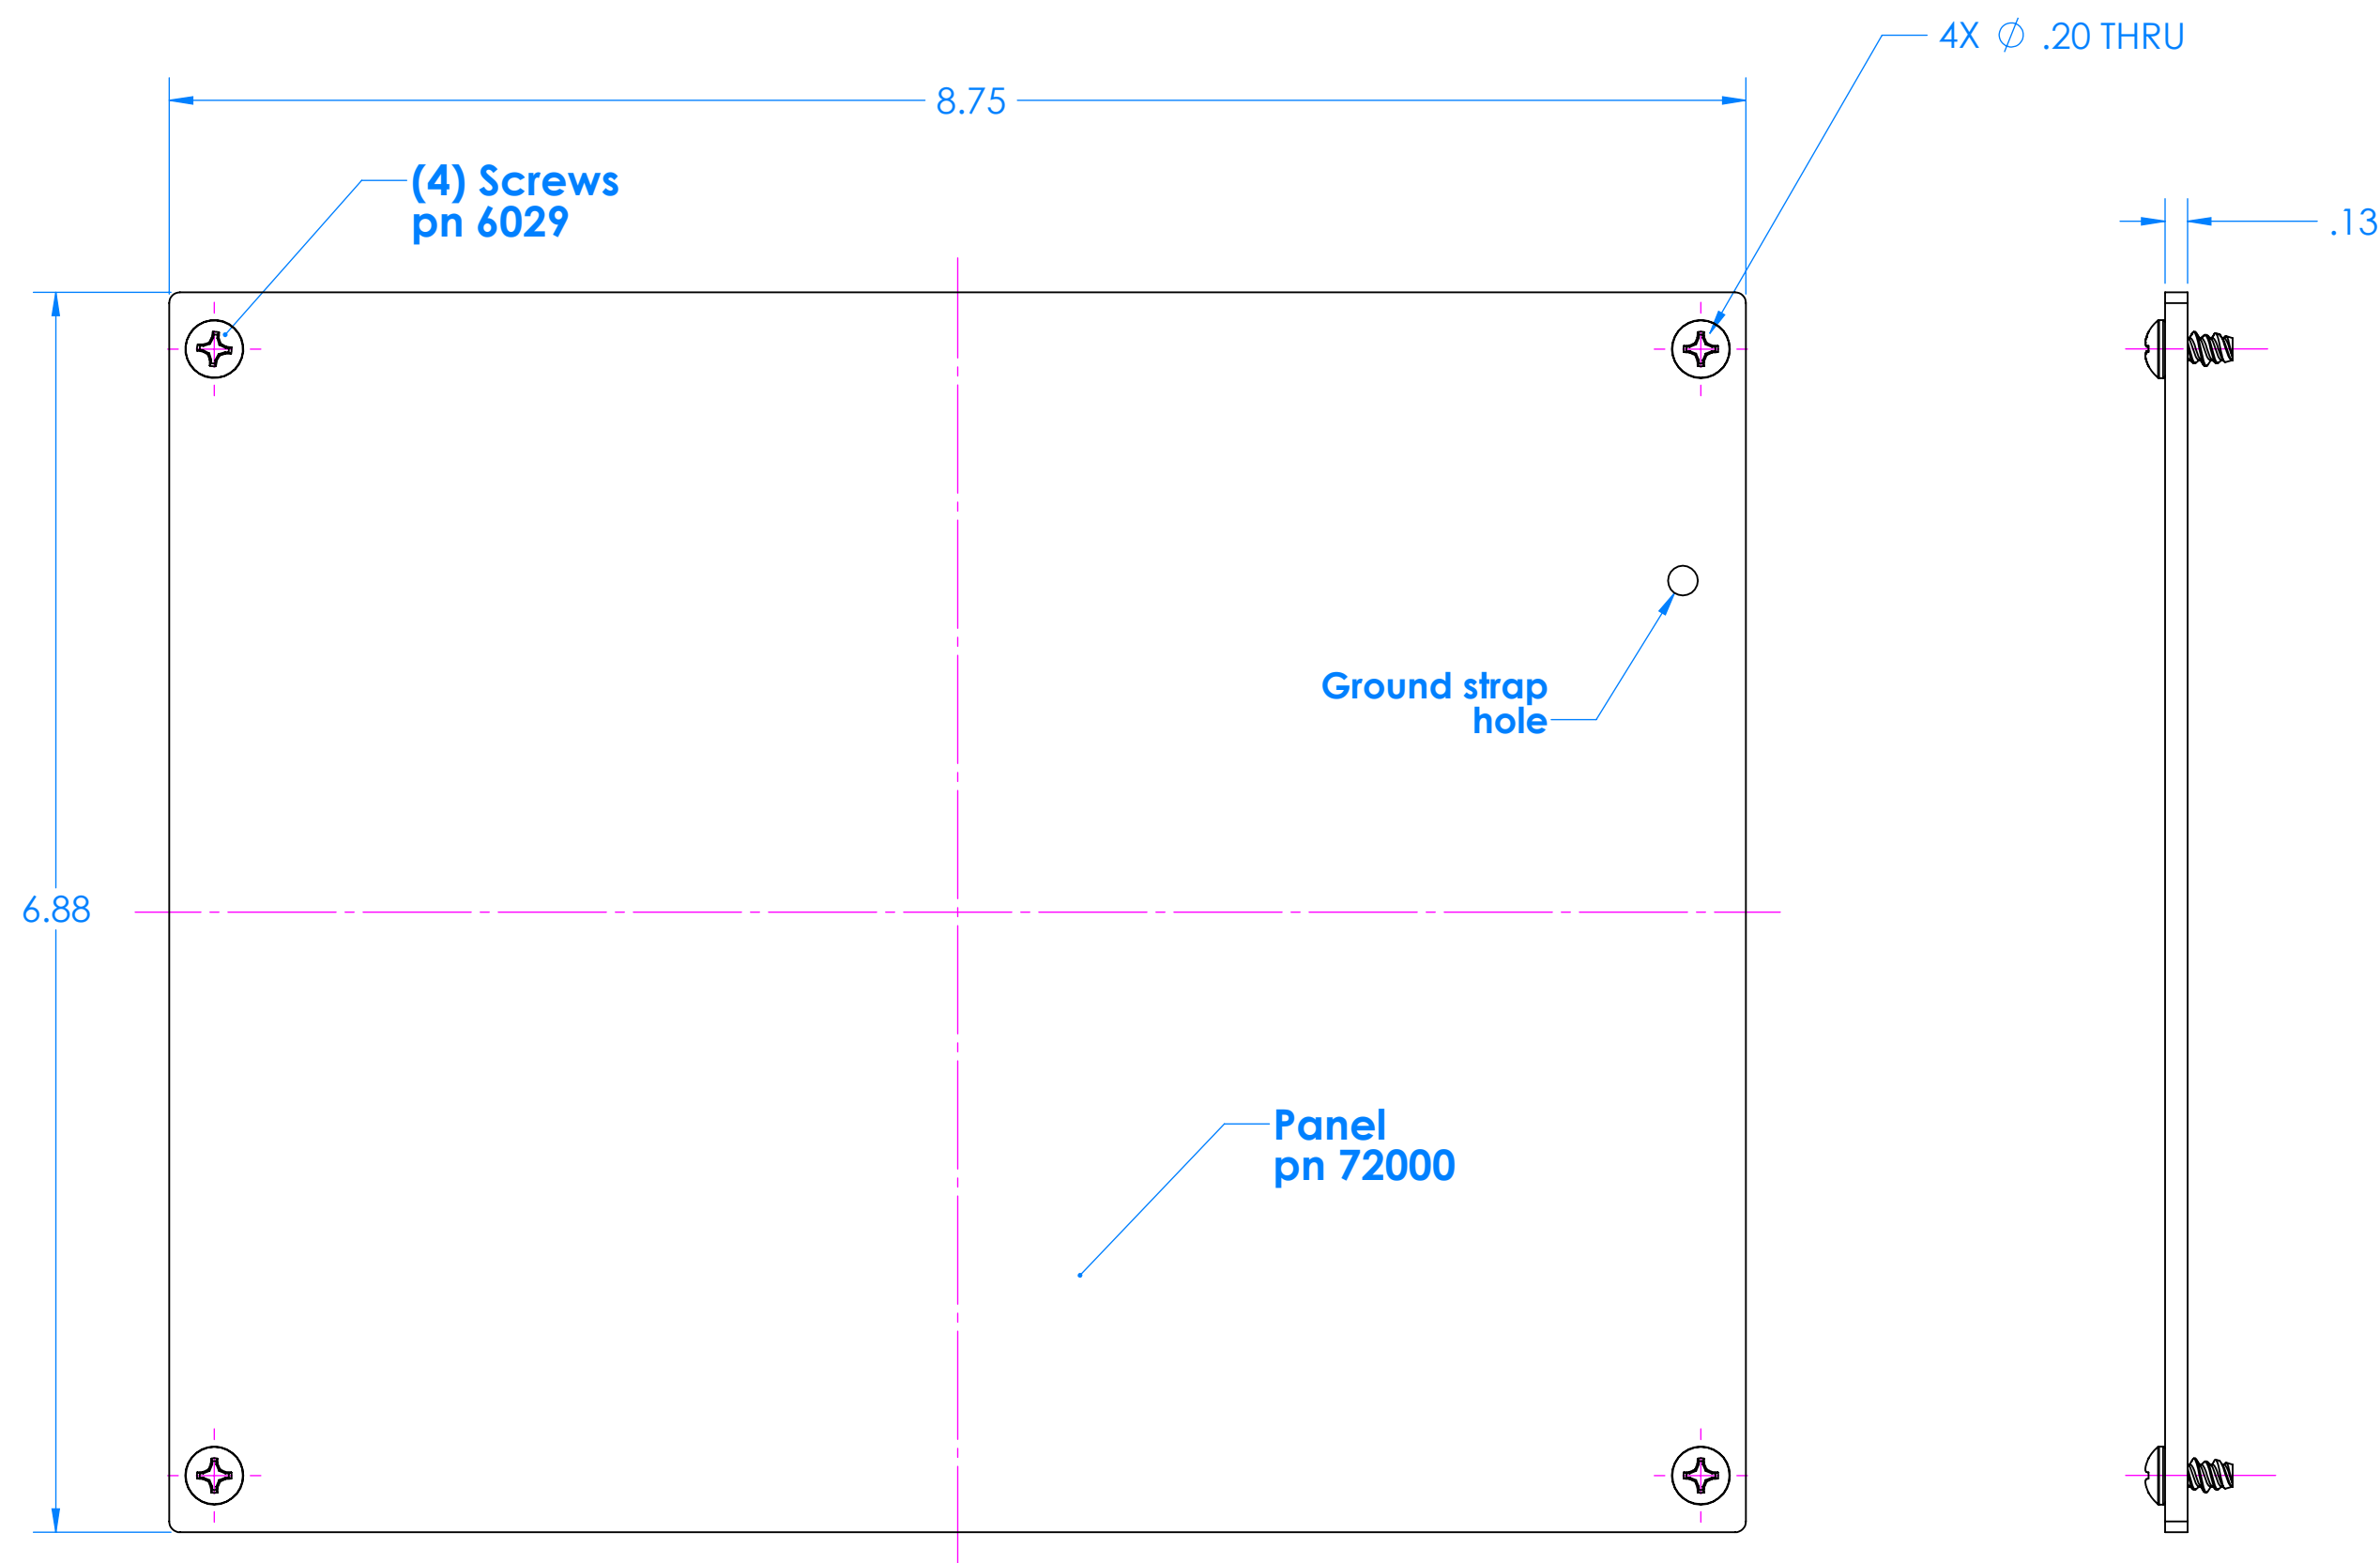 4X ∅ .20 THRU
8.75
(4) Screws
pn 6029
.13
Ground strap
hole
6.88
Panel
pn 72000